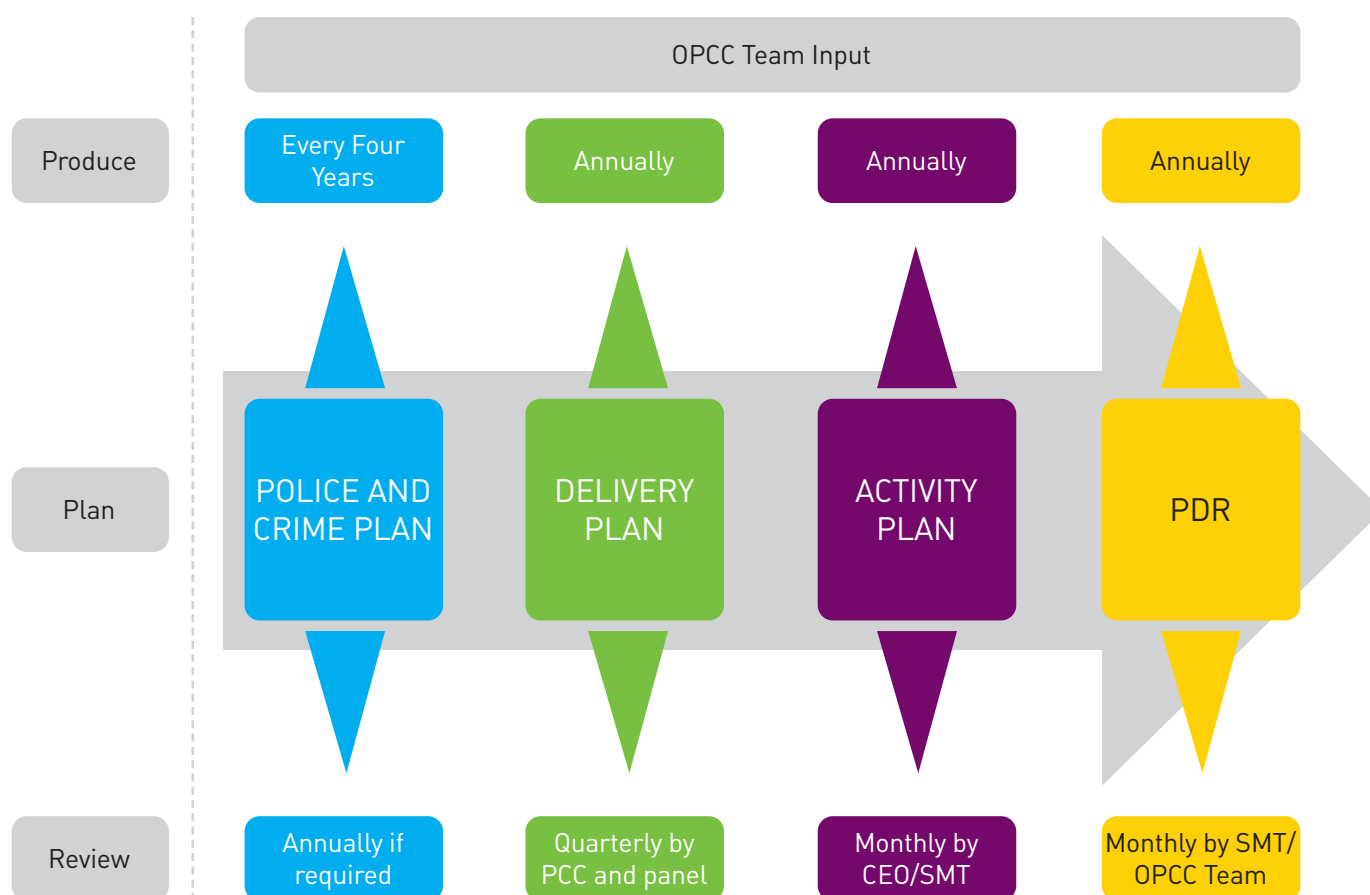 OPCC Team Input
Produce
Every Four
Years
Annually
Annually
Annually
Plan
POLICE AND
CRIME PLAN
DELIVERY
PLAN
ACTIVITY
PLAN
PDR
Review
Annually if
required
Quarterly by
PCC and panel
Monthly by
CEO/SMT
Monthly by SMT/
OPCC Team